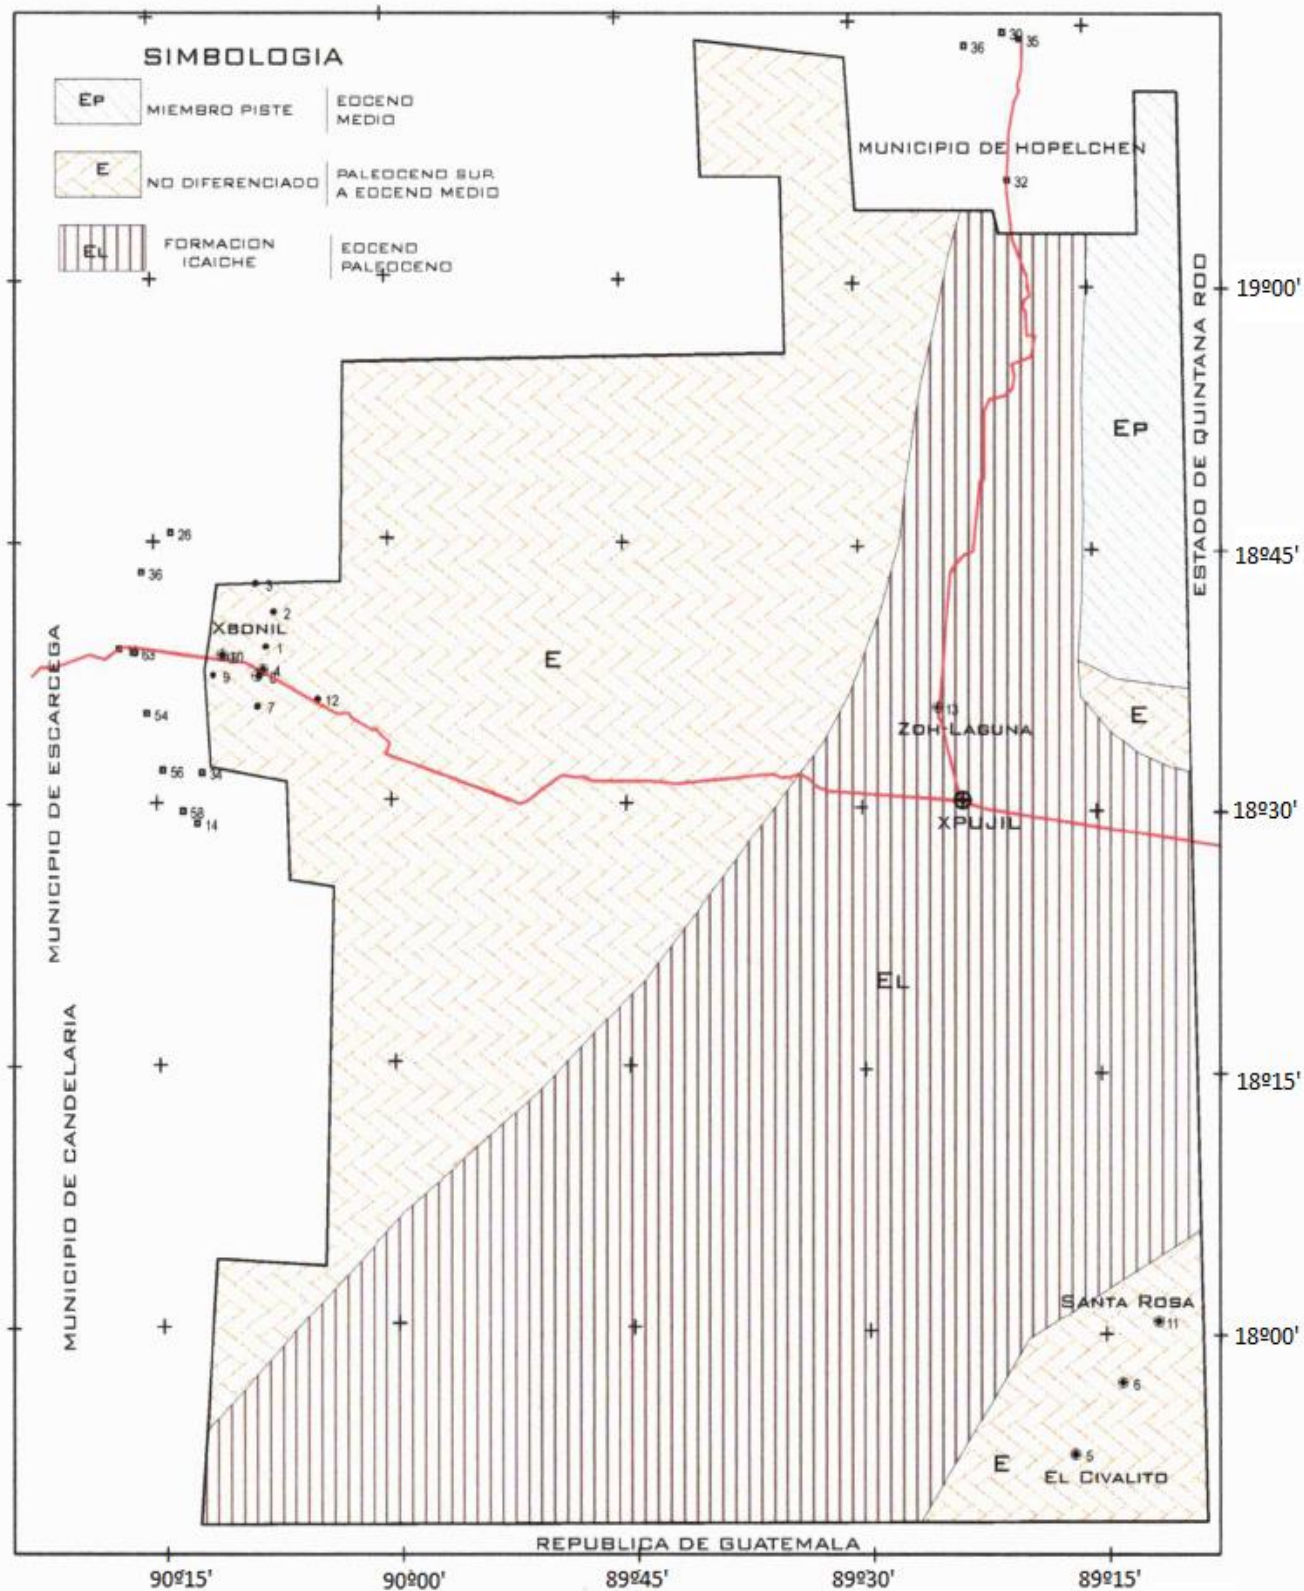 SIMBOLOGIA
EP
MIEMBRO PISTE
EOCENO
MEDIO
E
NO DIFERENCIADO
PALEOCENO SUP.
A EOCENO MEDIO
EL
FORMACION
ICAICHE
EOCENO
PALEOCENO
36
35
MUNICIPIO DE HOPELCHEN
32
ESTADO DE QUINTANA ROO
19º00'
EP
26
18º45'
36
3
2
XBONIL
1
63
4
9
7
12
E
54
13
ZOH-LAGUNA
E
MUNICIPIO DE ESCARCEGA
56
34
58
14
XPUJIL
18º30'
EL
MUNICIPIO DE CANDELARIA
18º15'
SANTA ROSA
11
18º00'
6
5
E
EL CIVALITO
REPUBLICA DE GUATEMALA
90º15'
90º00'
89º45'
89º30'
89º15'